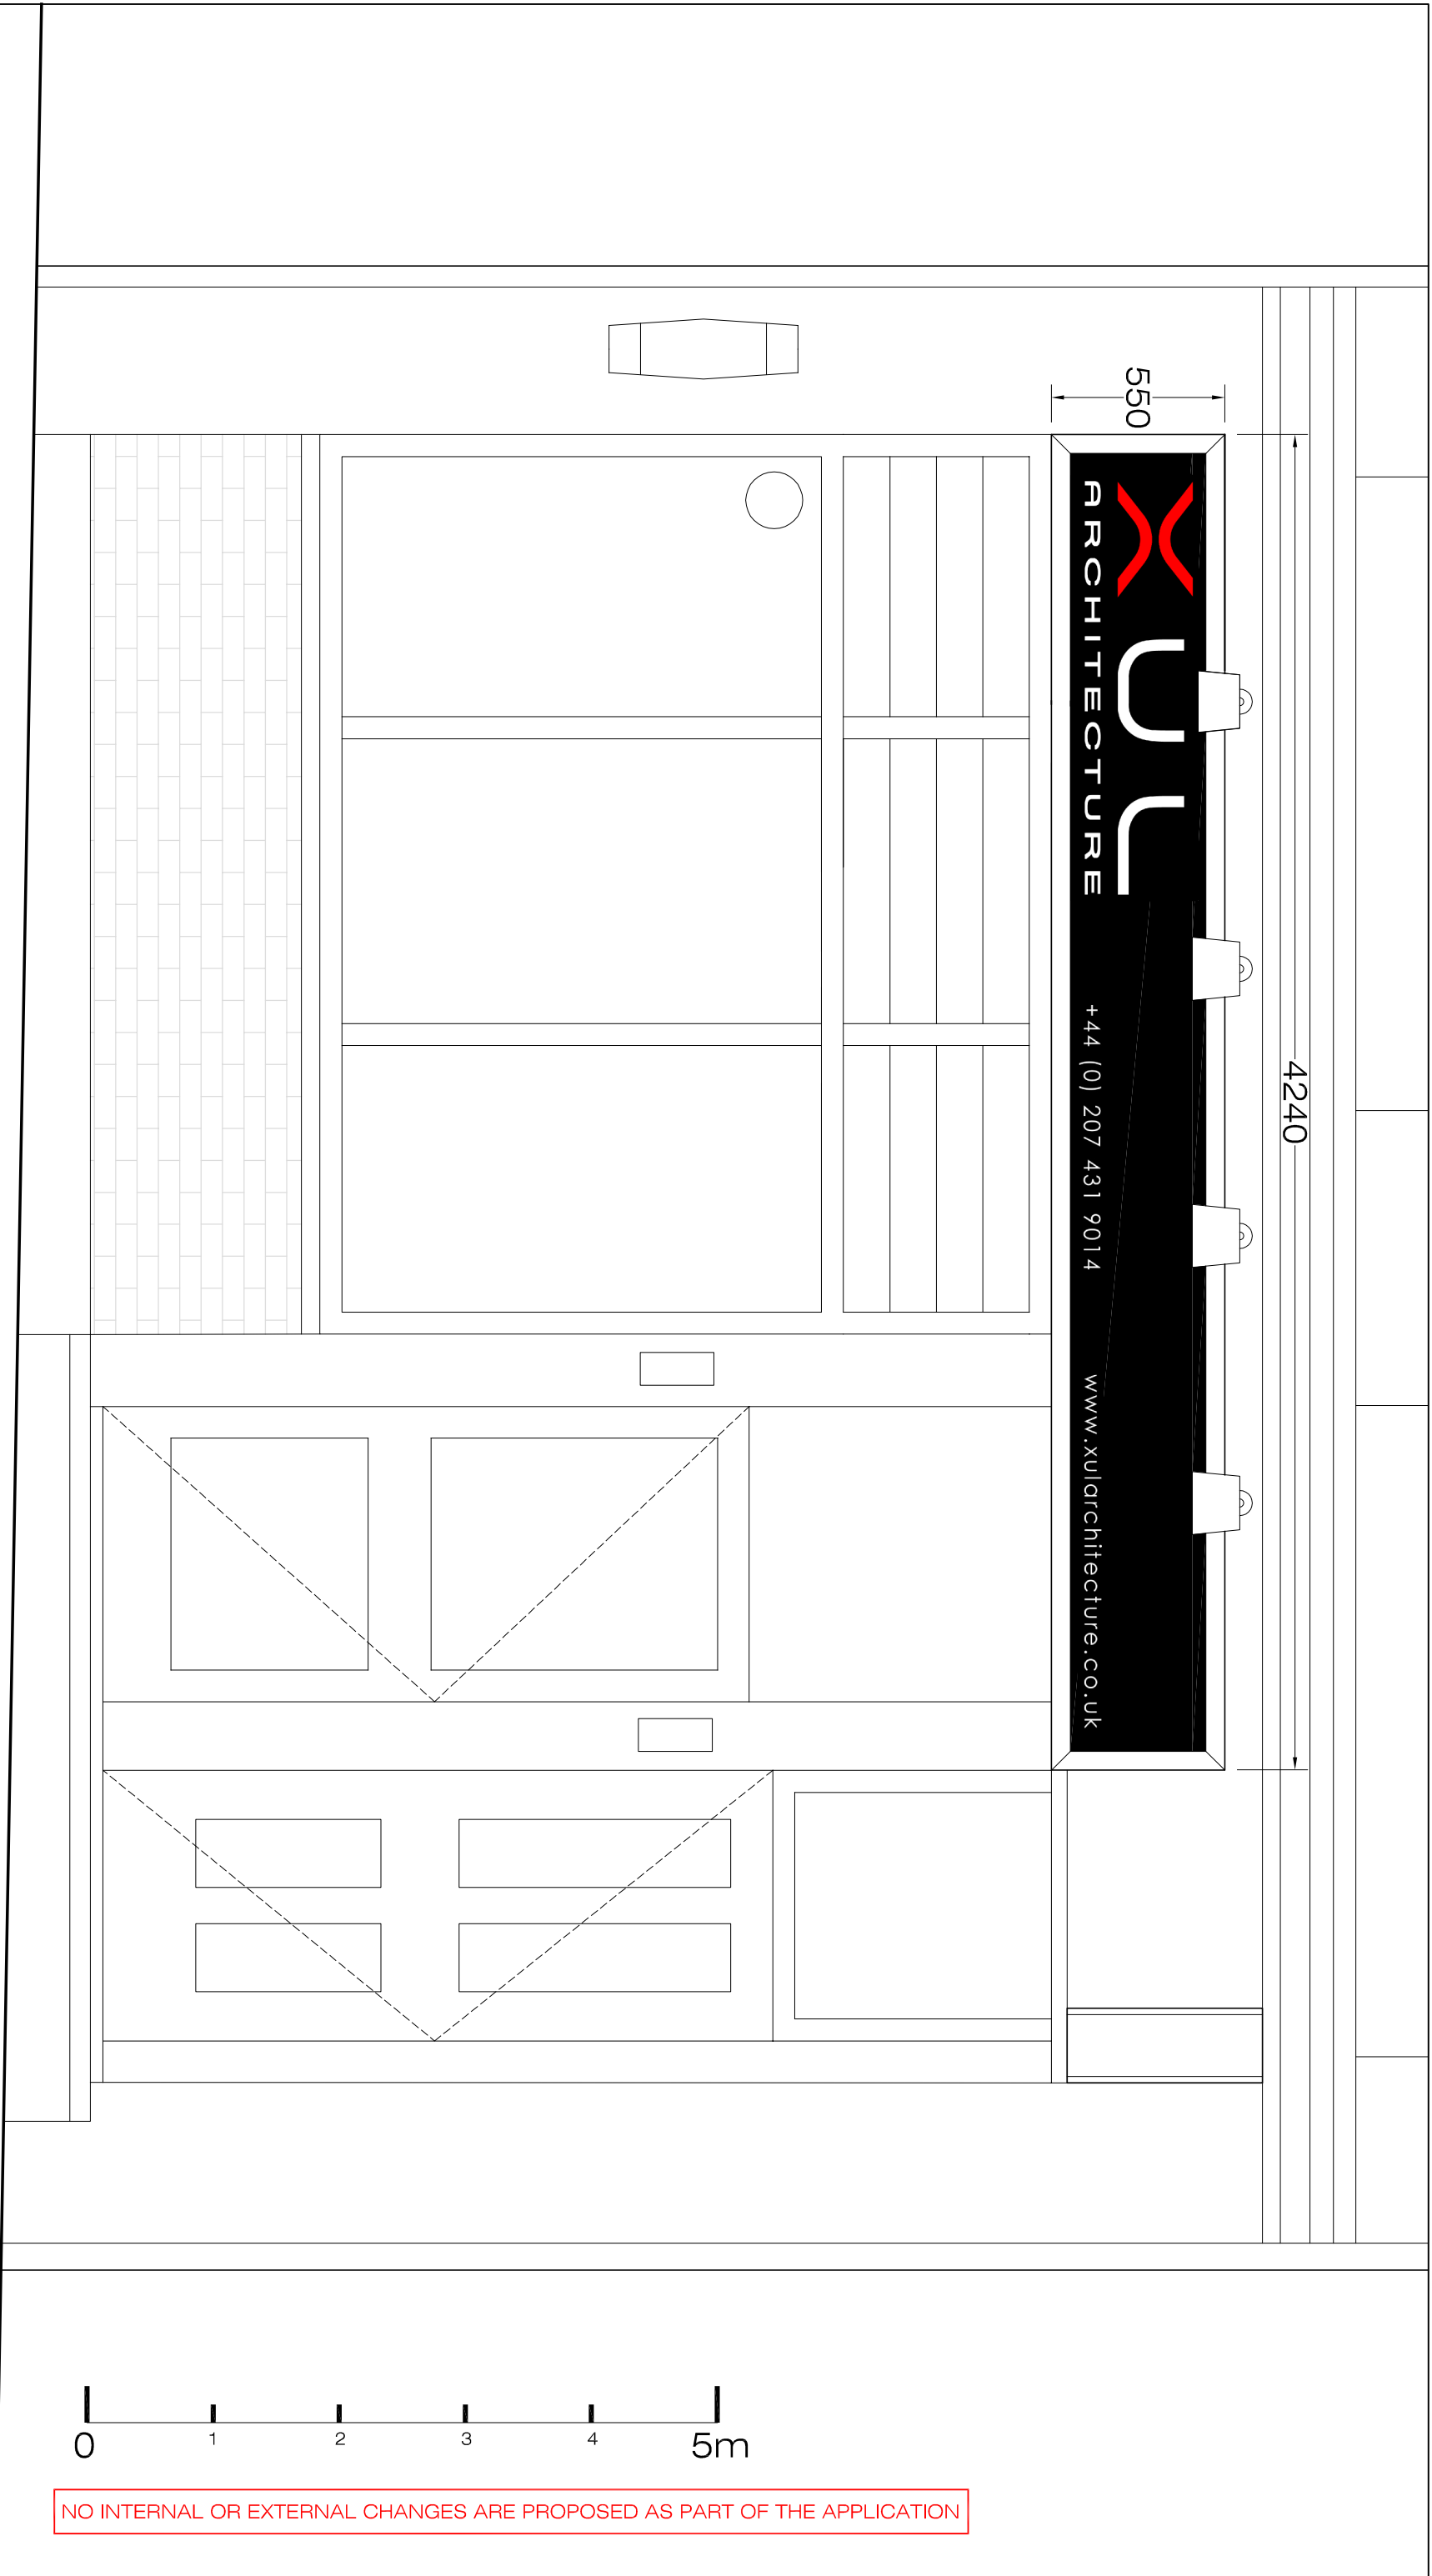 550
4240
XUL
ARCHITECTURE
+44 (0) 207 431 9014
www.xularchitecture.co.uk
0 1 2 3 4 5m
NO INTERNAL OR EXTERNAL CHANGES ARE PROPOSED AS PART OF THE APPLICATION